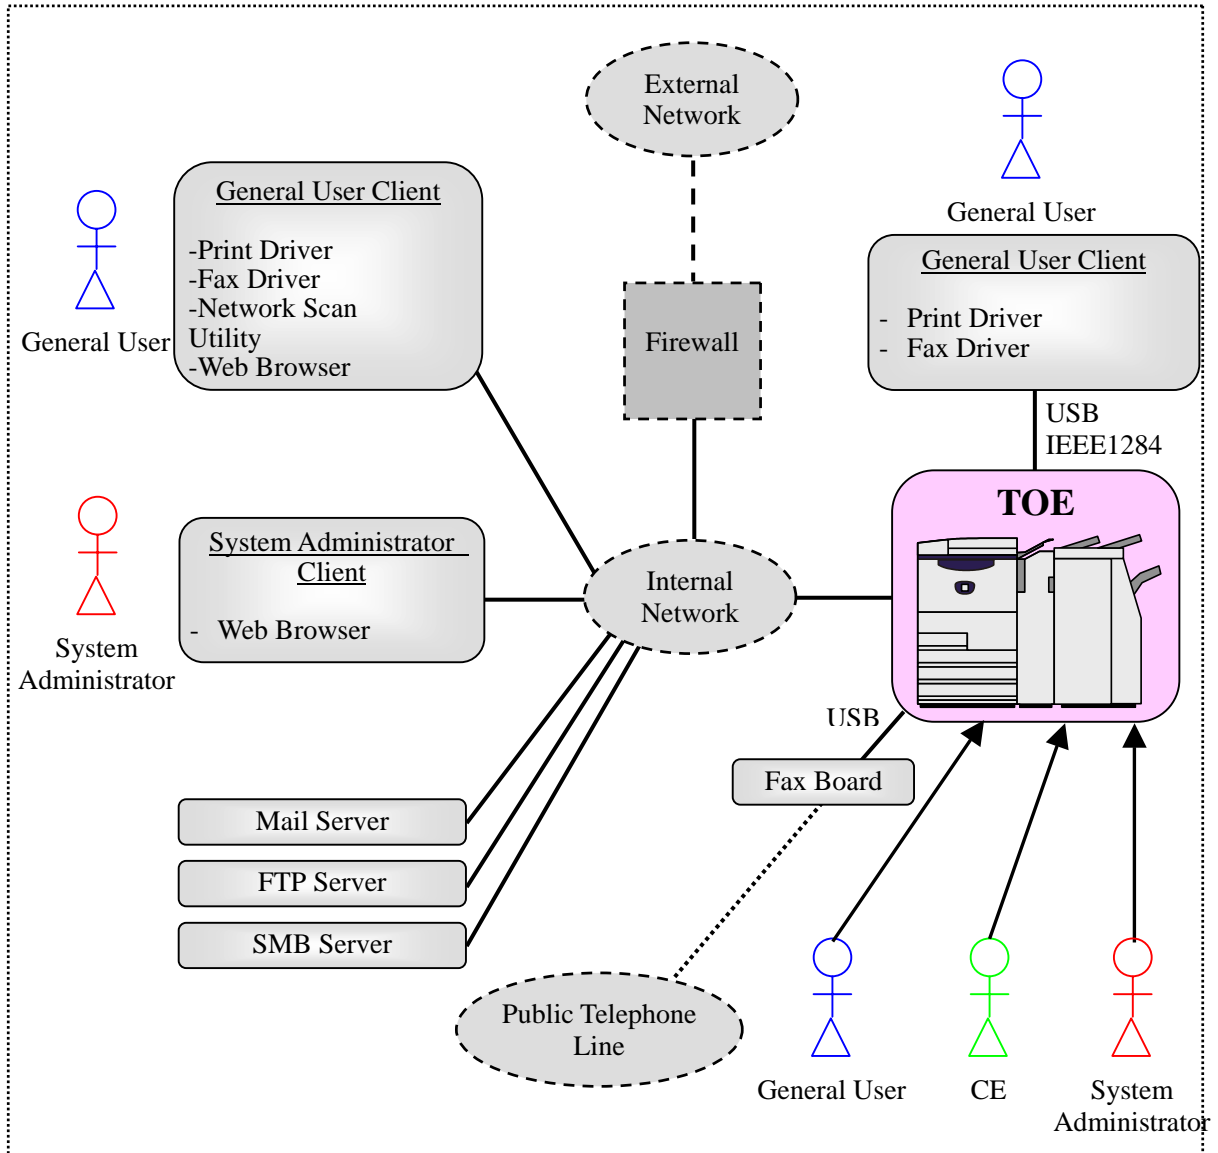 External
Network
General User
General User Client
-Print Driver
-Fax Driver
-Network Scan
Utility
-Web Browser
General User
General User Client
- Print Driver
- Fax Driver
Firewall
USB
IEEE1284
TOE
System Administrator
Client
- Web Browser
System
Administrator
Internal
Network
USB
Fax Board
Mail Server
FTP Server
SMB Server
Public Telephone
Line
General User
CE
System
Administrator